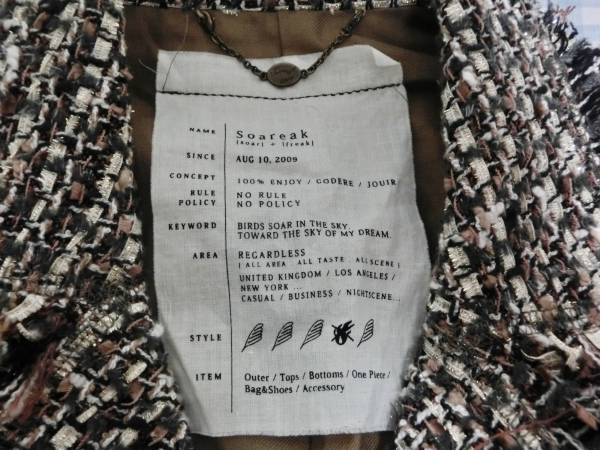 NAME Soareak
(soar) + (freak)
SINCE AUG 10, 2009
CONCEPT 100% ENJOY / GODERE / JOUIR
RULE NO RULE
POLICY NO POLICY
KEYWORD BIRDS SOAR IN THE SKY.
TOWARD THE SKY OF MY DREAM.
AREA REGARDLESS
( ALL AREA ALL TASTE ALL SCENE )
UNITED KINGDOM / LOS ANGELES /
NEW YORK ...
CASUAL / BUSINESS / NIGHTSCENE...
STYLE
ITEM Outer / Tops / Bottoms / One Piece /
Bag&Shoes / Accessory